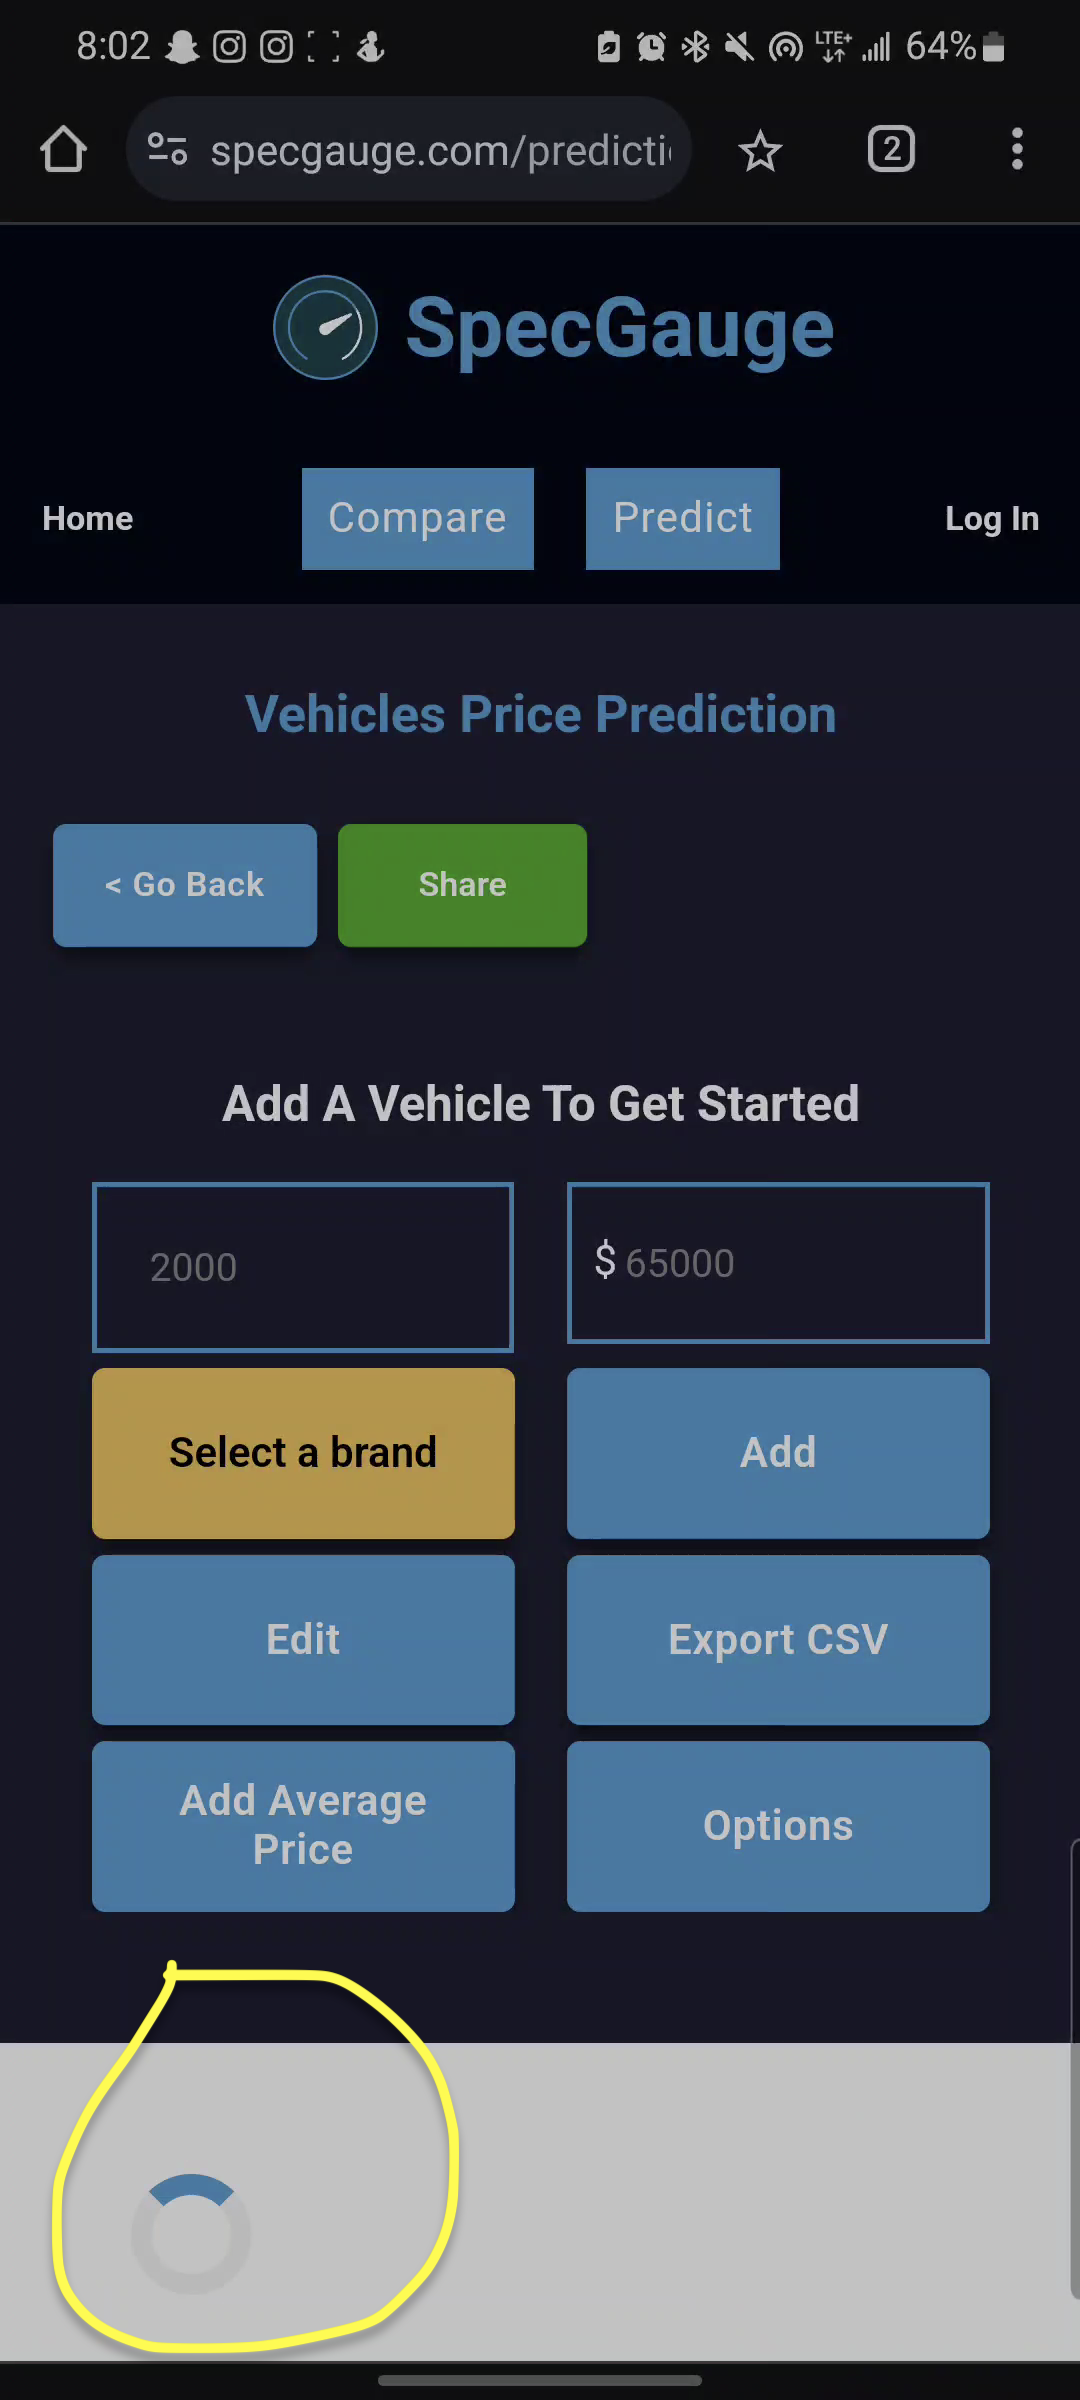 8:02 LTE+ 64%
specgauge.com/predicti
2
SpecGauge
Home Compare Predict Log In
Vehicles Price Prediction
< Go Back Share
Add A Vehicle To Get Started
2000 $ 65000
Select a brand Add
Edit Export CSV
Add Average
Price
Options